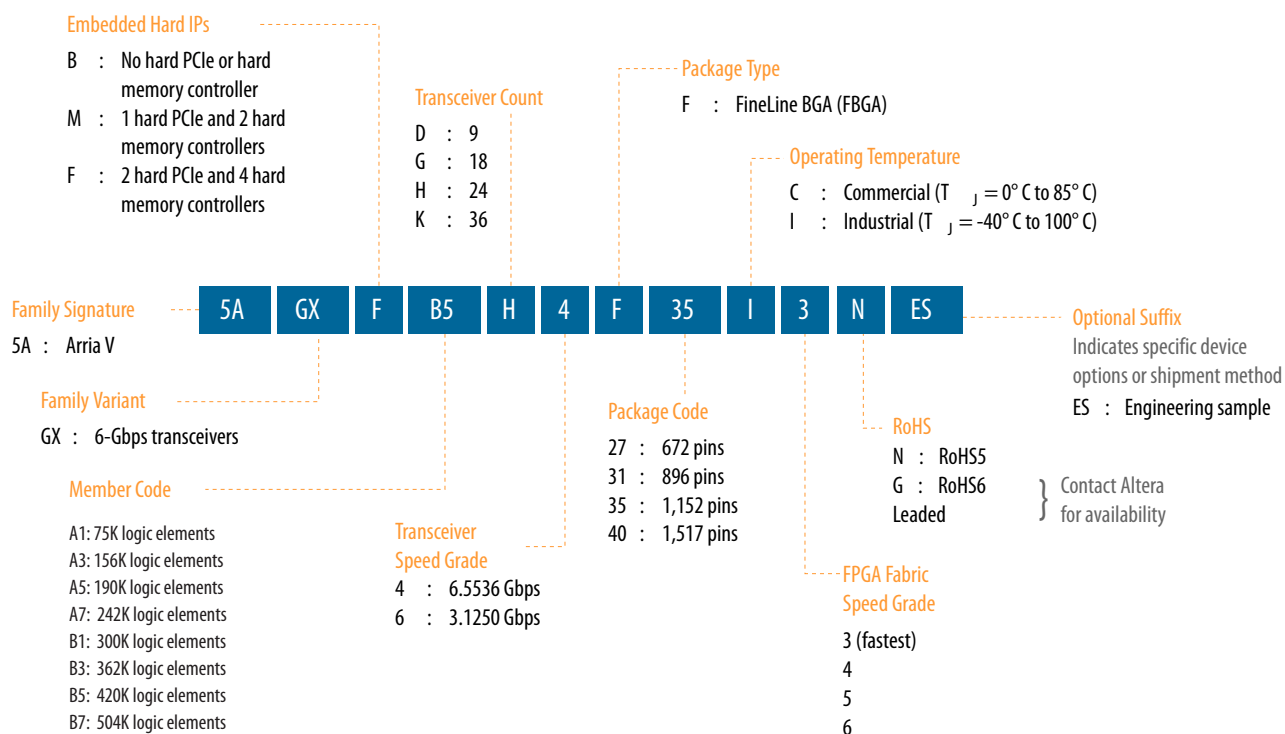 Embedded Hard IPs
B : No hard PCIe or hard
memory controller
M : 1 hard PCIe and 2 hard
memory controllers
F : 2 hard PCIe and 4 hard
memory controllers
Transceiver Count
D : 9
G : 18
H : 24
K : 36
Package Type
F : FineLine BGA (FBGA)
Operating Temperature
C : Commercial (T J = 0° C to 85° C)
I : Industrial (T J = -40° C to 100° C)
5A GX F B5 H 4 F 35 I 3 N ES
Family Signature
5A : Arria V
Optional Suffix
Indicates specific device
options or shipment method
ES : Engineering sample
Family Variant
GX : 6-Gbps transceivers
Member Code
A1: 75K logic elements
A3: 156K logic elements
A5: 190K logic elements
A7: 242K logic elements
B1: 300K logic elements
B3: 362K logic elements
B5: 420K logic elements
B7: 504K logic elements
Transceiver
Speed Grade
4 : 6.5536 Gbps
6 : 3.1250 Gbps
Package Code
27 : 672 pins
31 : 896 pins
35 : 1,152 pins
40 : 1,517 pins
RoHS
N : RoHS5
G : RoHS6
Leaded
} Contact Altera
for availability
FPGA Fabric
Speed Grade
3 (fastest)
4
5
6